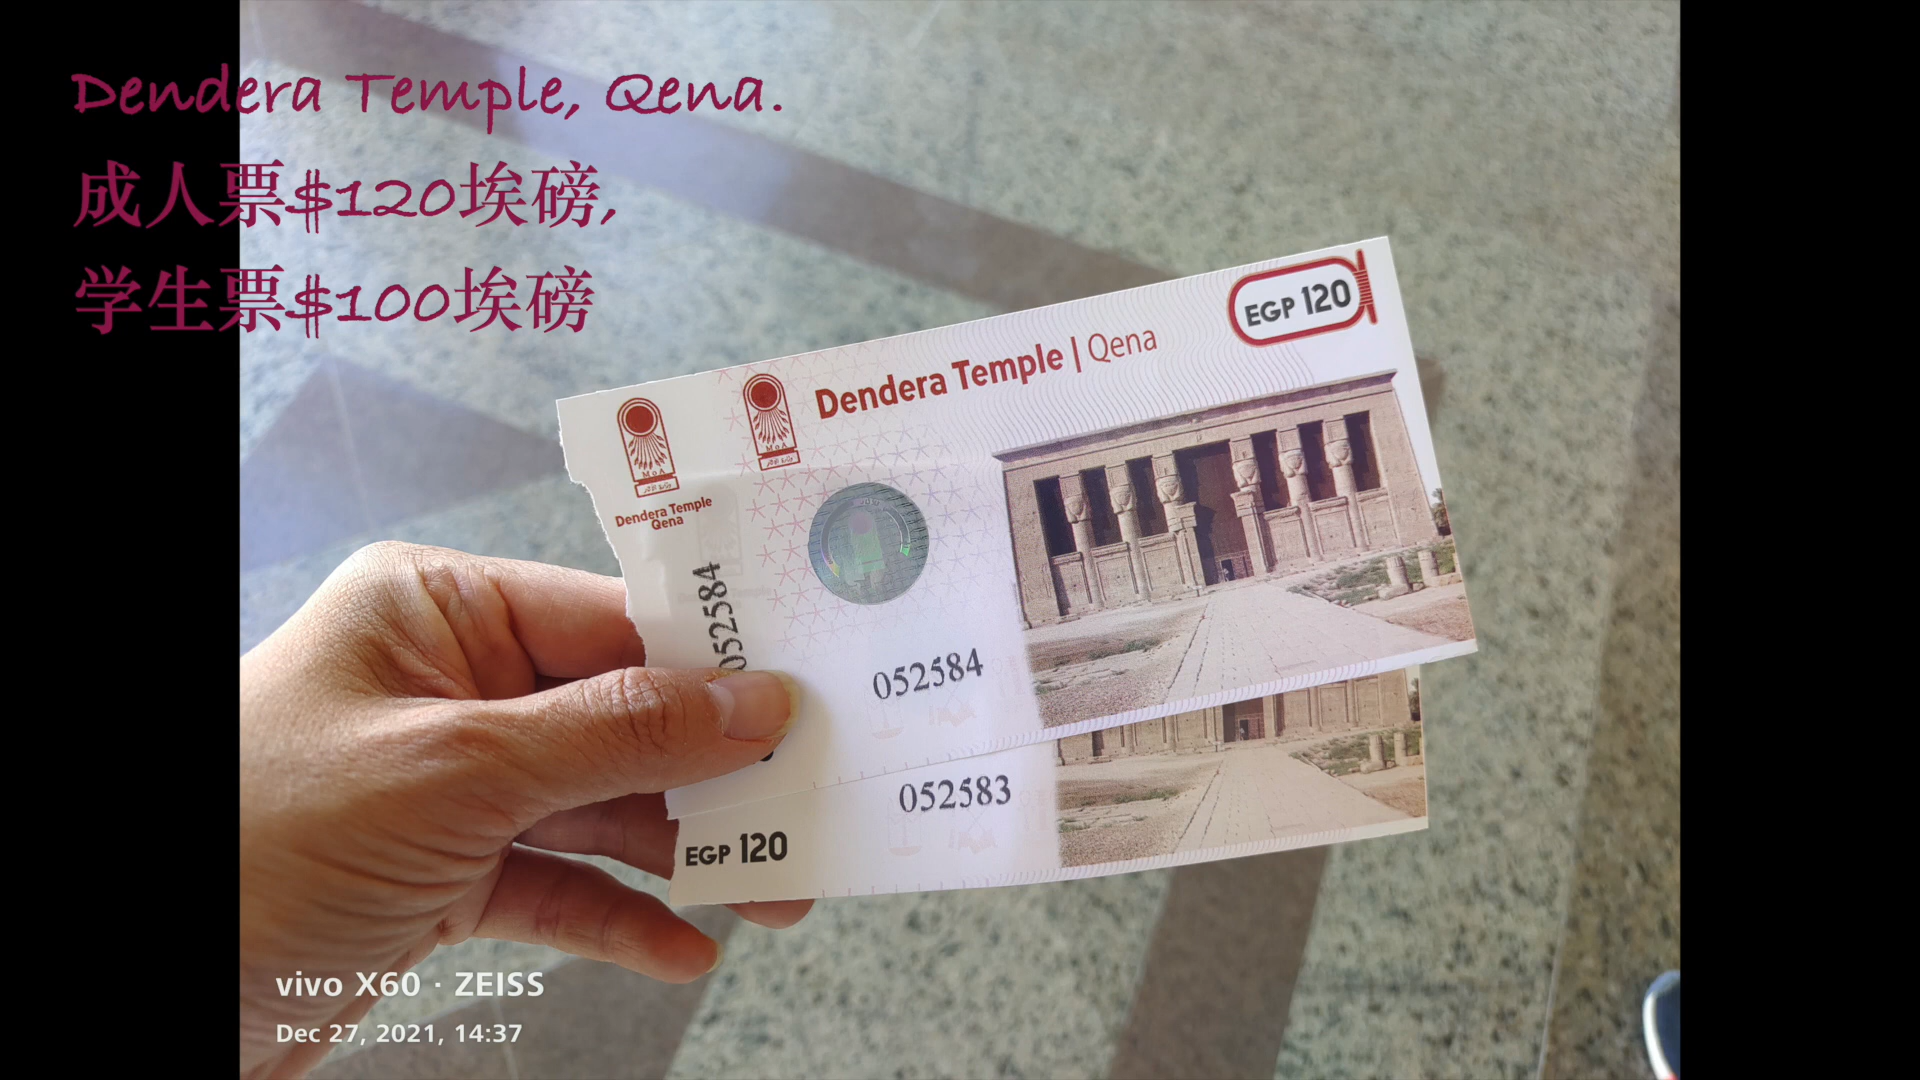 Dendera Temple, Qena.
成人票$120埃磅,
学生票$100埃磅
EGP 120
Dendera Temple | Qena
MoA
MoA
Dendera Temple
Qena
052584
052584
052583
EGP 120
vivo X60 · ZEISS
Dec 27, 2021, 14:37